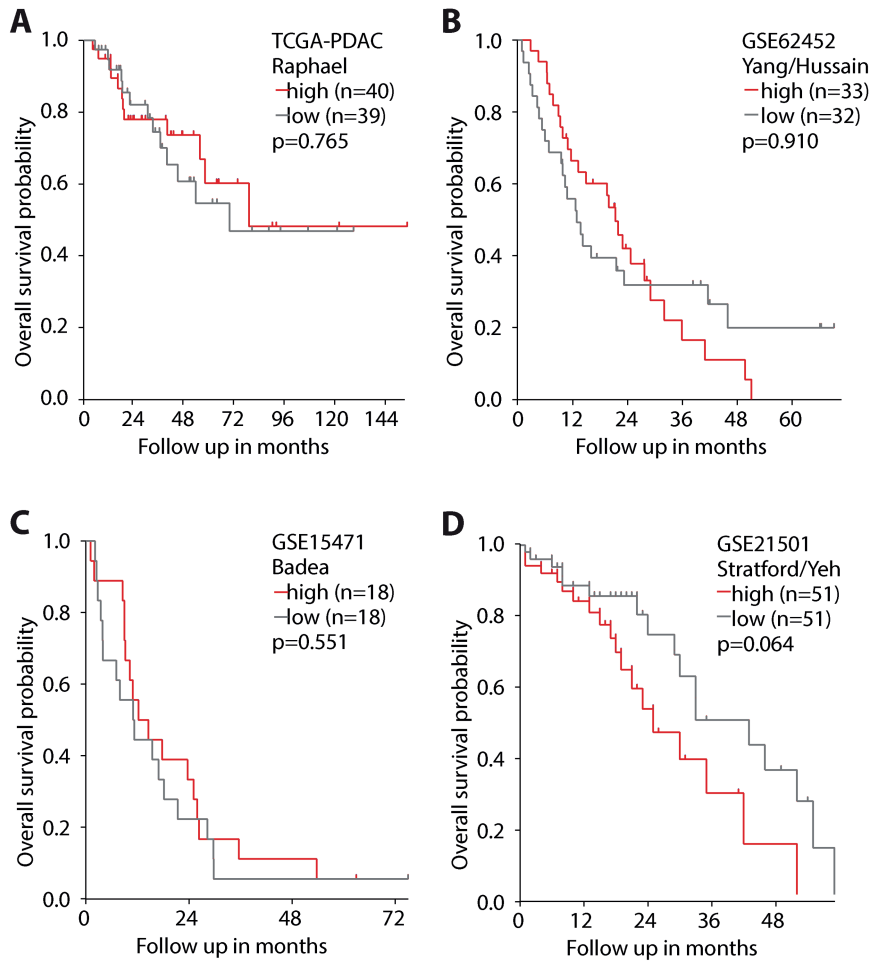 A
TCGA-PDAC
Raphael
high (n=40)
low (n=39)
p=0.765
Overall survival probability
1.0
0.8
0.6
0.4
0.2
0.0
0 24 48 72 96 120 144
Follow up in months
B
GSE62452
Yang/Hussain
high (n=33)
low (n=32)
p=0.910
Overall survival probability
1.0
0.8
0.6
0.4
0.2
0.0
0 12 24 36 48 60
Follow up in months
C
GSE15471
Badea
high (n=18)
low (n=18)
p=0.551
Overall survival probability
1.0
0.8
0.6
0.4
0.2
0.0
0 24 48 72
Follow up in months
D
GSE21501
Stratford/Yeh
high (n=51)
low (n=51)
p=0.064
Overall survival probability
1.0
0.8
0.6
0.4
0.2
0.0
0 12 24 36 48
Follow up in months